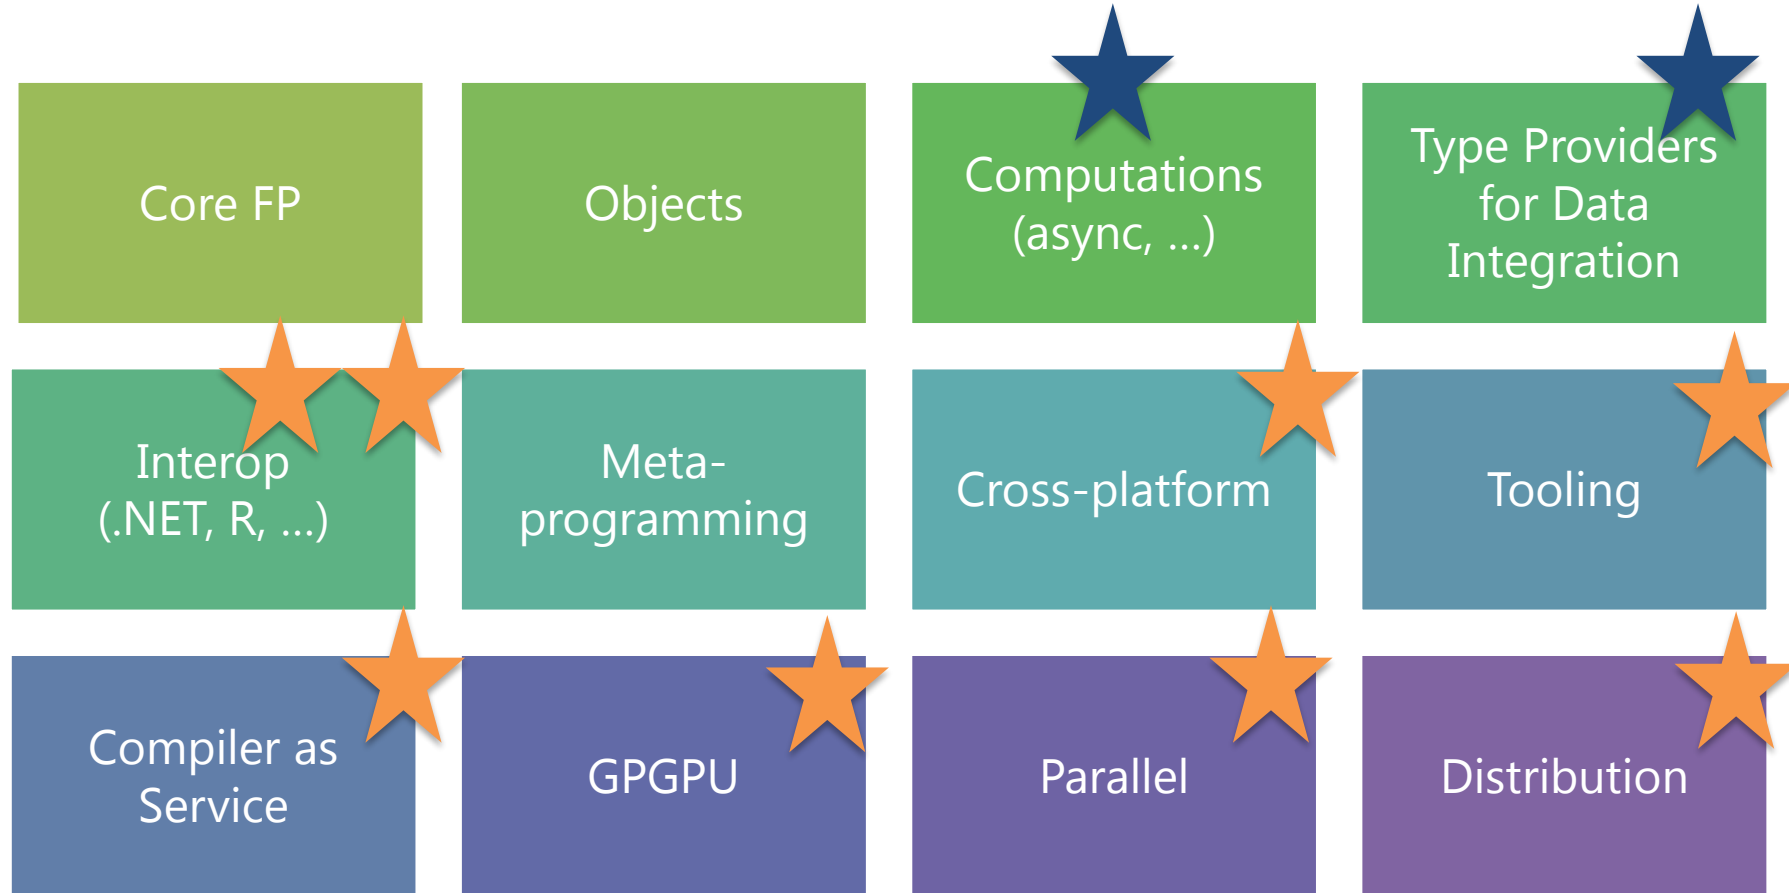 Core FP
Objects
Computations
(async, ...)
Type Providers
for Data
Integration
Interop
(.NET, R, ...)
Meta-
programming
Cross-platform
Tooling
Compiler as
Service
GPGPU
Parallel
Distribution